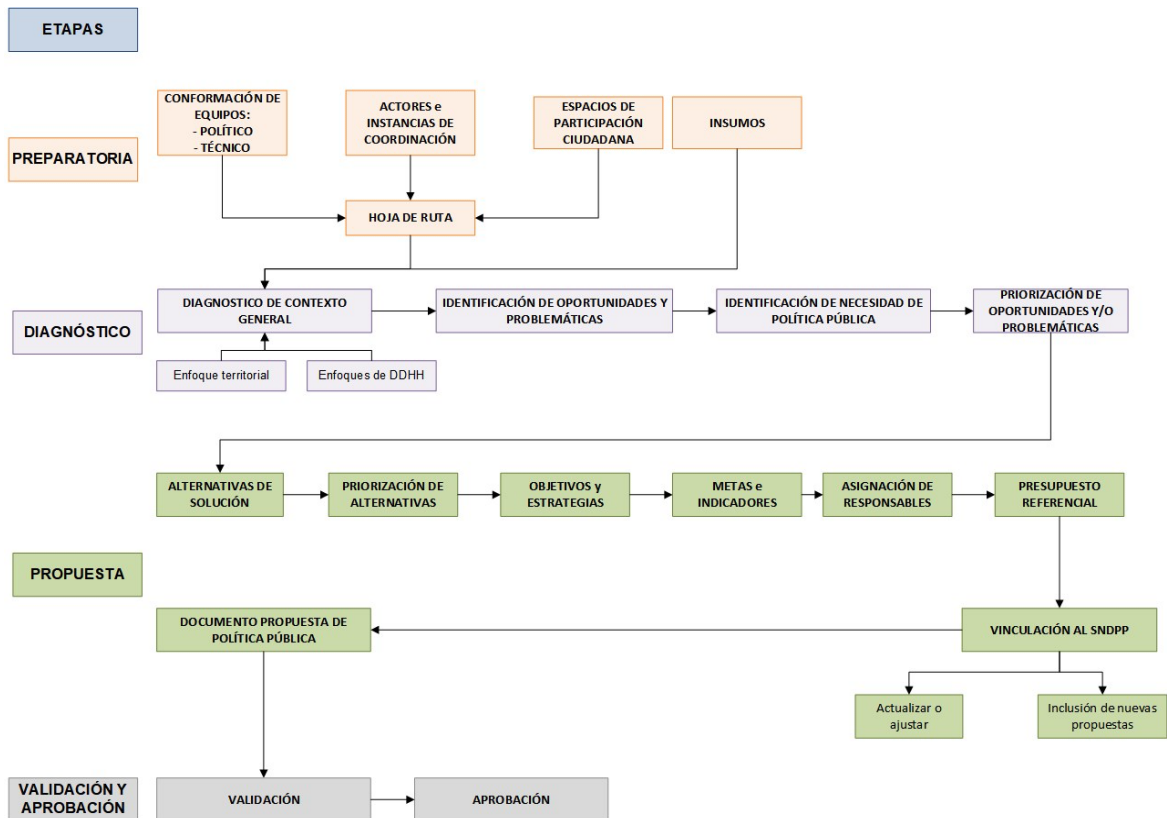 ETAPAS
PREPARATORIA
CONFORMACIÓN DE
EQUIPOS:
- POLÍTICO
- TÉCNICO
ACTORES e
INSTANCIAS DE
COORDINACIÓN
ESPACIOS DE
PARTICIPACIÓN
CIUDADANA
INSUMOS
HOJA DE RUTA
DIAGNÓSTICO
DIAGNOSTICO DE CONTEXTO
GENERAL
IDENTIFICACIÓN DE OPORTUNIDADES Y
PROBLEMÁTICAS
IDENTIFICACIÓN DE NECESIDAD DE
POLÍTICA PÚBLICA
PRIORIZACIÓN DE
OPORTUNIDADES Y/O
PROBLEMÁTICAS
Enfoque territorial
Enfoques de DDHH
ALTERNATIVAS DE
SOLUCIÓN
PRIORIZACIÓN DE
ALTERNATIVAS
OBJETIVOS y
ESTRATEGIAS
METAS e
INDICADORES
ASIGNACIÓN DE
RESPONSABLES
PRESUPUESTO
REFERENCIAL
PROPUESTA
DOCUMENTO PROPUESTA DE
POLÍTICA PÚBLICA
VINCULACIÓN AL SNDPP
Actualizar o
ajustar
Inclusión de nuevas
propuestas
VALIDACIÓN Y
APROBACIÓN
VALIDACIÓN
APROBACIÓN